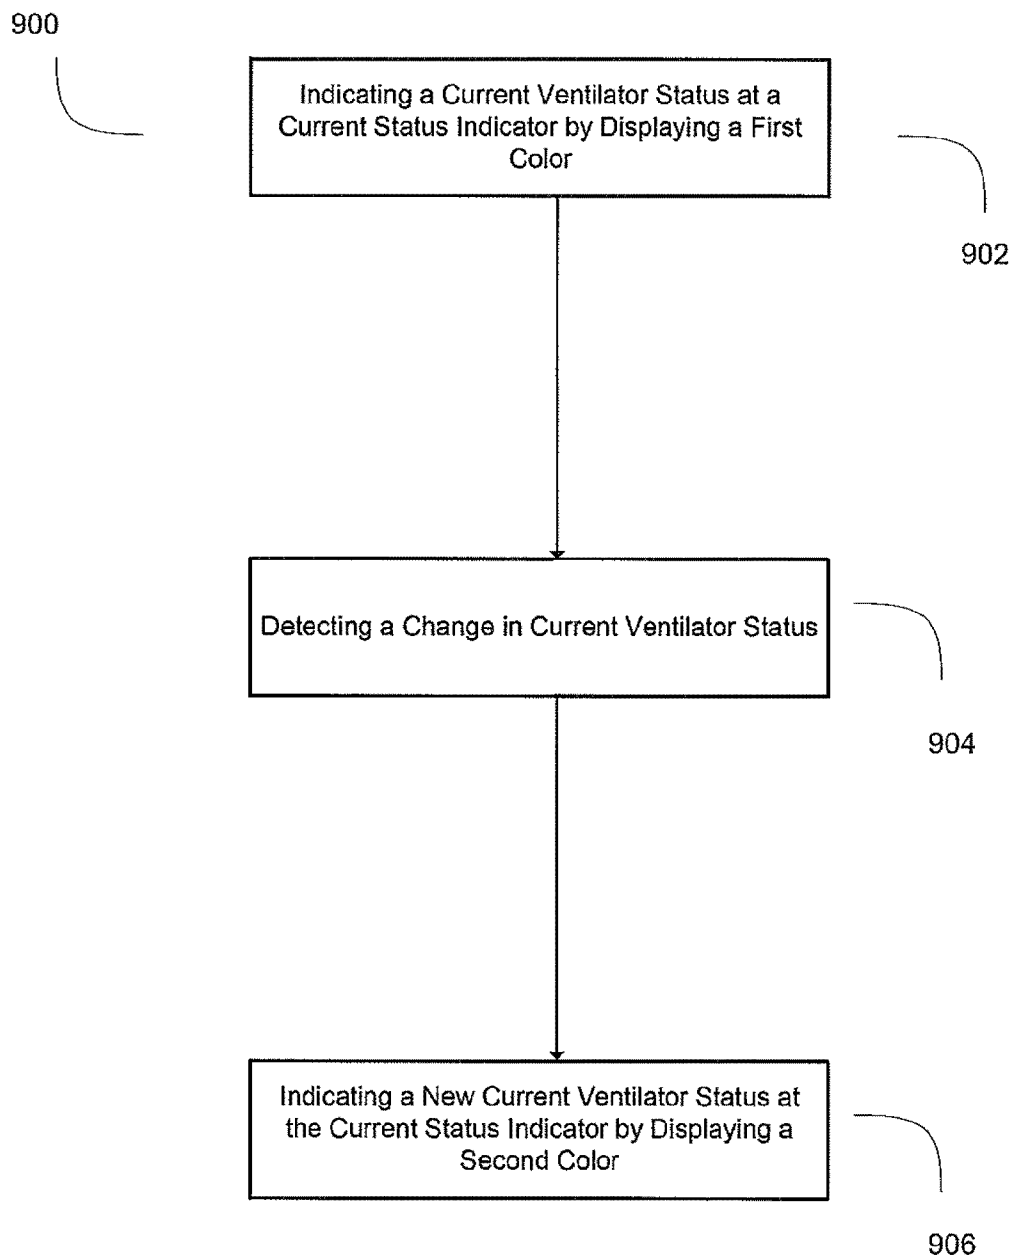 900
Indicating a Current Ventilator Status at a
Current Status Indicator by Displaying a First
Color
902
Detecting a Change in Current Ventilator Status
904
Indicating a New Current Ventilator Status at
the Current Status Indicator by Displaying a
Second Color
906